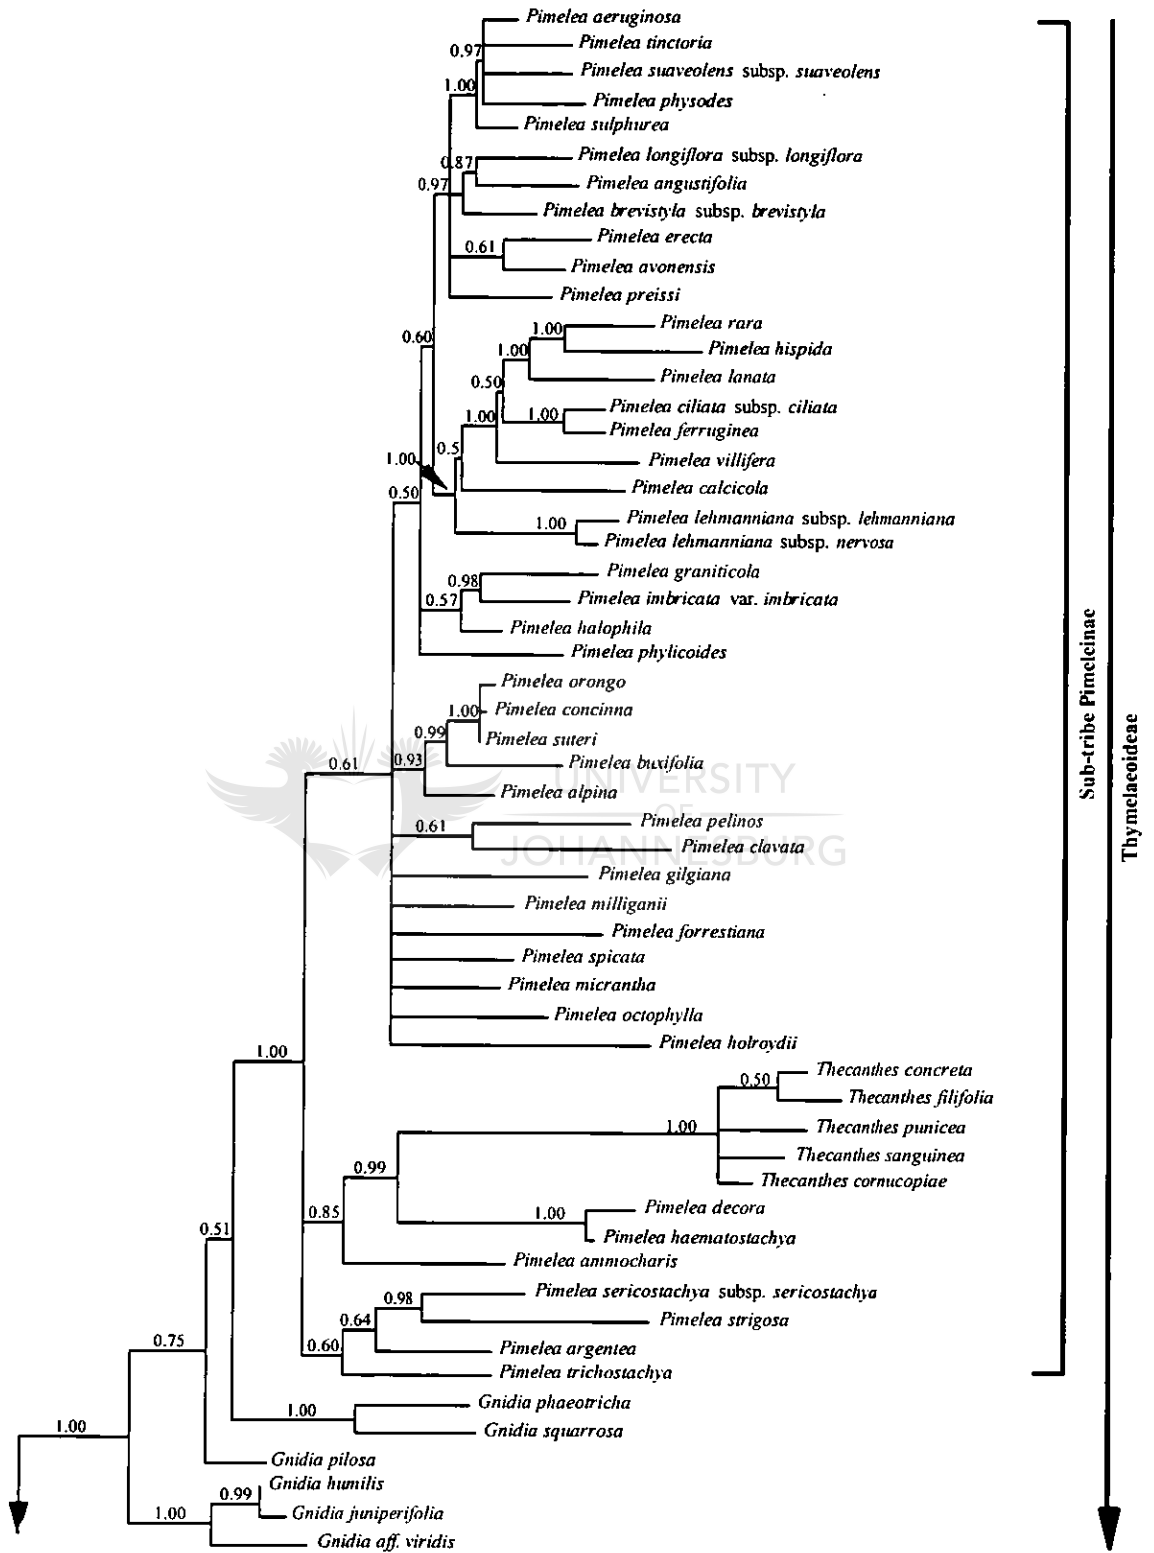 Pimelea aeruginosa
Pimelea tinctoria
0.97
Pimelea suaveolens subsp. suaveolens
1.00
Pimelea physodes
Pimelea sulphurea
Pimelea longiflora subsp. longiflora
0.87
Pimelea angustifolia
0.97
Pimelea brevistyla subsp. brevistyla
Pimelea erecta
0.61
Pimelea avonensis
Pimelea preissi
Pimelea rara
1.00
0.60
Pimelea hispida
1.00
Pimelea lanata
0.50
Pimelea ciliata subsp. ciliata
1.00
1.00
Pimelea ferruginea
0.5
1.00
Pimelea villifera
Pimelea calcicola
0.50
Pimelea lehmanniana subsp. lehmanniana
1.00
Pimelea lehmanniana subsp. nervosa
Pimelea graniticola
0.98
Pimelea imbricata var. imbricata
0.57
Pimelea halophila
Pimelea phylicoides
Pimelea orongo
1.00
Pimelea concinna
0.99
Pimelea suteri
0.61
0.93
Pimelea buxifolia
Pimelea alpina
Pimelea pelinos
0.61
Pimelea clavata
Pimelea gilgiana
Pimelea milliganii
Pimelea forrestiana
Pimelea spicata
Pimelea micrantha
Pimelea octophylla
Pimelea holroydii
1.00
Thecanthes concreta
0.50
Thecanthes filifolia
1.00
Thecanthes punicea
Thecanthes sanguinea
0.99
Thecanthes cornucopiae
Pimelea decora
0.85
1.00
Pimelea haematostachya
0.51
Pimelea ammocharis
Pimelea sericostachya subsp. sericostachya
0.98
Pimelea strigosa
0.64
0.75
0.60
Pimelea argentea
Pimelea trichostachya
Gnidia phaeotricha
1.00
1.00
Gnidia squarrosa
Gnidia pilosa
Gnidia humilis
0.99
1.00
Gnidia juniperifolia
Gnidia aff. viridis
Sub-tribe Pimeleinae
Thymelaeoideae
UNIVERSITY
OF
JOHANNESBURG